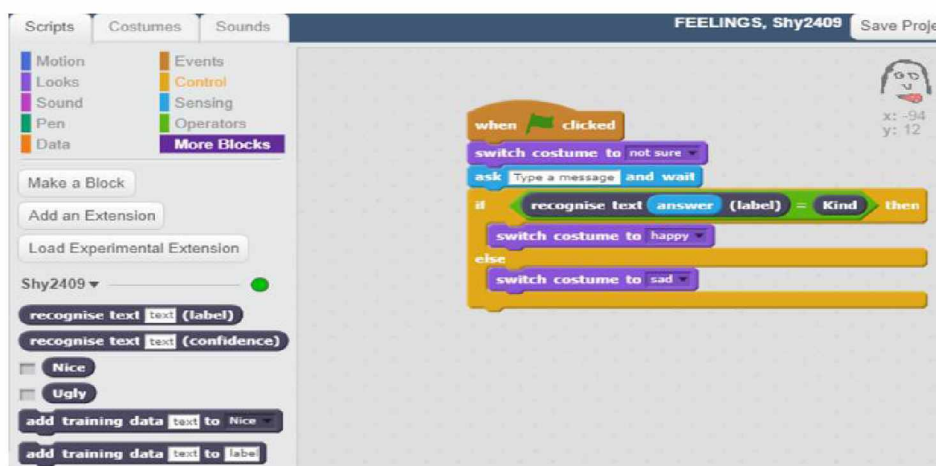 Scripts Costumes Sounds
FEELINGS, Shy2409
Save Proje
Motion Events
Looks Control
Sound Sensing
Pen Operators
Data More Blocks
Make a Block
Add an Extension
Load Experimental Extension
Shy2409
recognise text text (label)
recognise text text (confidence)
Nice
Ugly
add training data text to Nice
add training data text to label
when clicked
switch costume to not sure
ask Type a message and wait
if recognise text answer (label) = Kind then
switch costume to happy
else
switch costume to sad
x: -94
y: 12